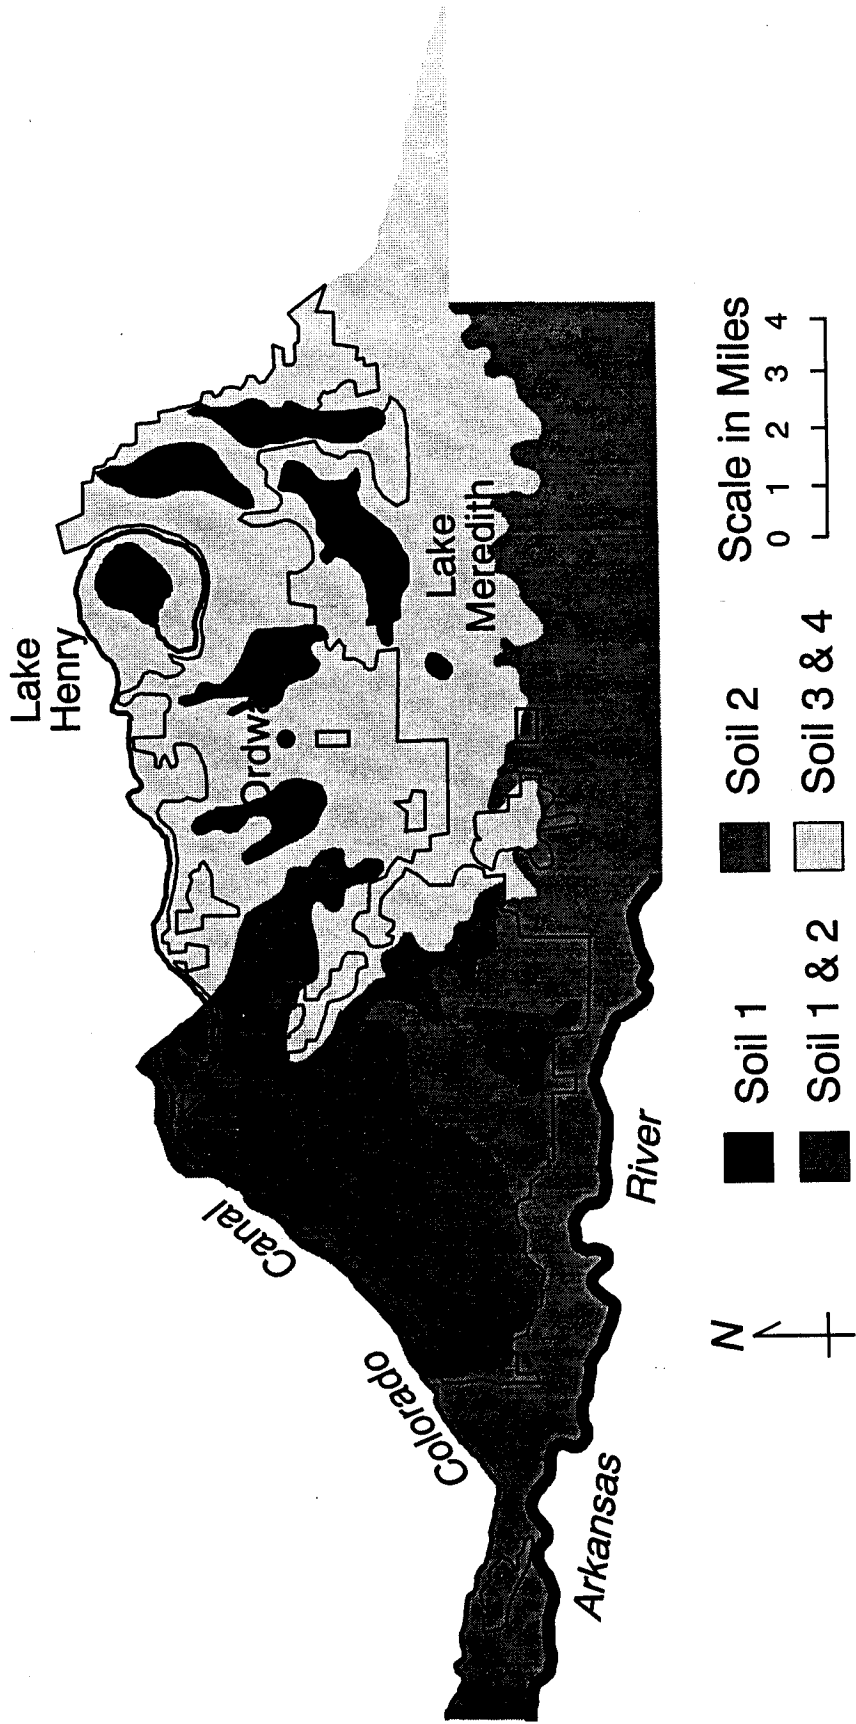 Lake
Henry
Lake
Meredith
Canal
Colorado
Arkansas
River
N
Soil 1
Soil 2
Soil 1 & 2
Soil 3 & 4
Scale in Miles
0 1 2 3 4